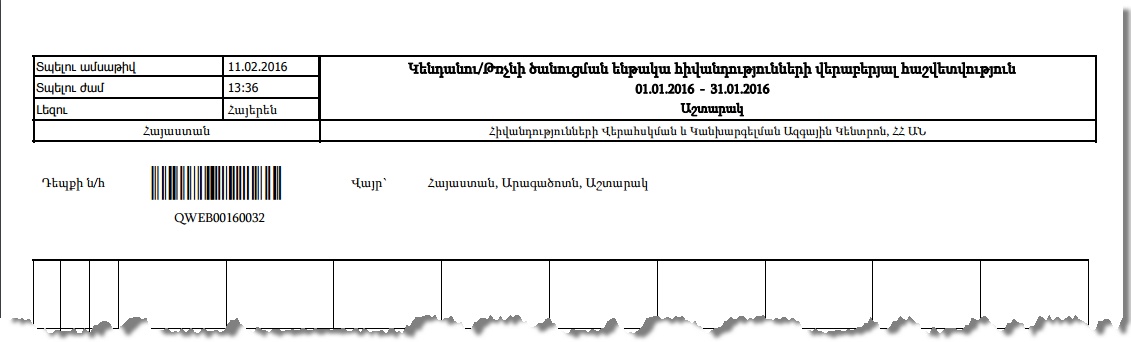 Տպելու ամսաթիվ 11.02.2016
Տպելու ժամ 13:36
Լեզու Հայերեն
Կենդանու/Թռչնի ծանուցման ենթակա հիվանդությունների վերաբերյալ հաշվետվություն
01.01.2016 - 31.01.2016
Աշտարակ
Հայաստան Հիվանդությունների Վերահսկման և Կանխարգելման Ազգային Կենտրոն, ՀՀ ԱՆ
Դեպքի ն/հ Վայր՝ Հայաստան, Արագածոտն, Աշտարակ
QWEB00160032